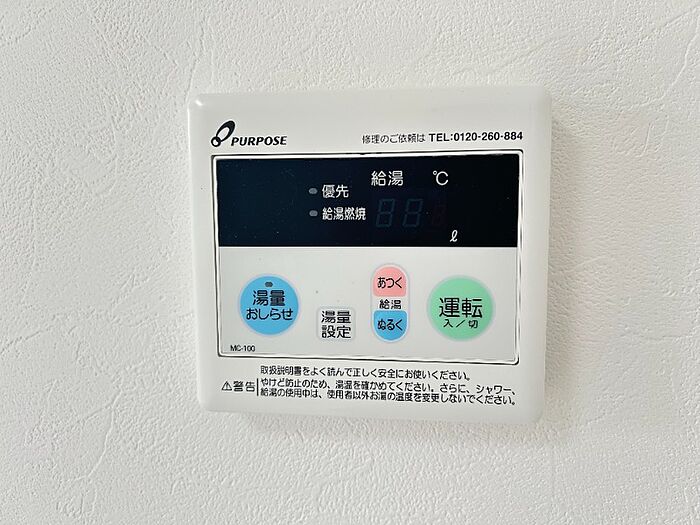 PURPOSE
修理のご依頼は TEL:0120-260-884
給湯 ℃
優先
給湯燃焼
88
ℓ
湯量
おしらせ
湯量
設定
あつく
給湯
ぬるく
運転
入／切
MC-100
取扱説明書をよく読んで正しく安全にお使いください。
⚠警告
やけど防止のため、湯温を確かめてください。さらに、シャワー、
給湯の使用中は、使用者以外お湯の温度を変更しないでください。